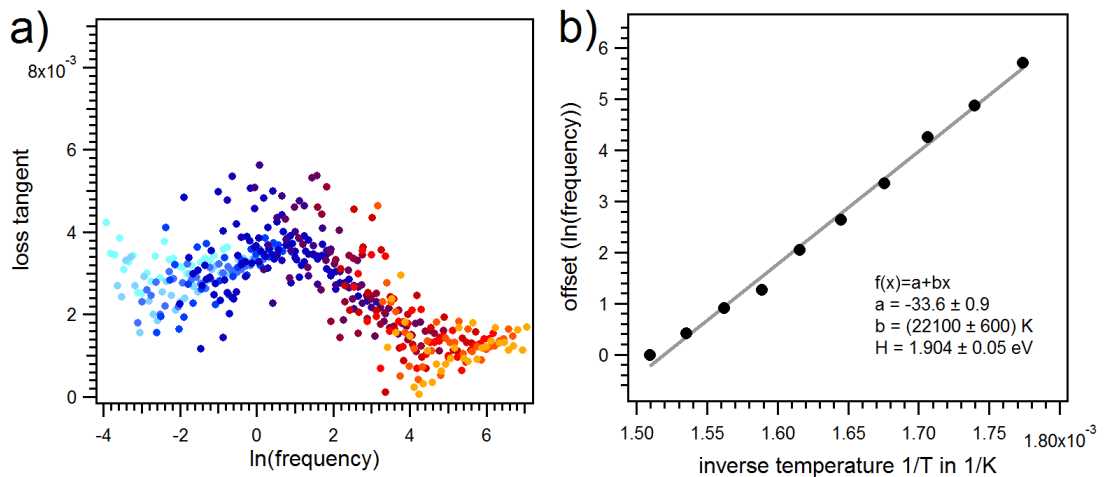 a)
8x10⁻³
6
4
2
0
loss tangent
-4 -2 0 2 4 6
ln(frequency)
b)
6
5
4
3
2
1
0
offset (ln(frequency))
f(x)=a+bx
a = -33.6 ± 0.9
b = (22100 ± 600) K
H = 1.904 ± 0.05 eV
1.50 1.55 1.60 1.65 1.70 1.75 1.80x10⁻³
inverse temperature 1/T in 1/K